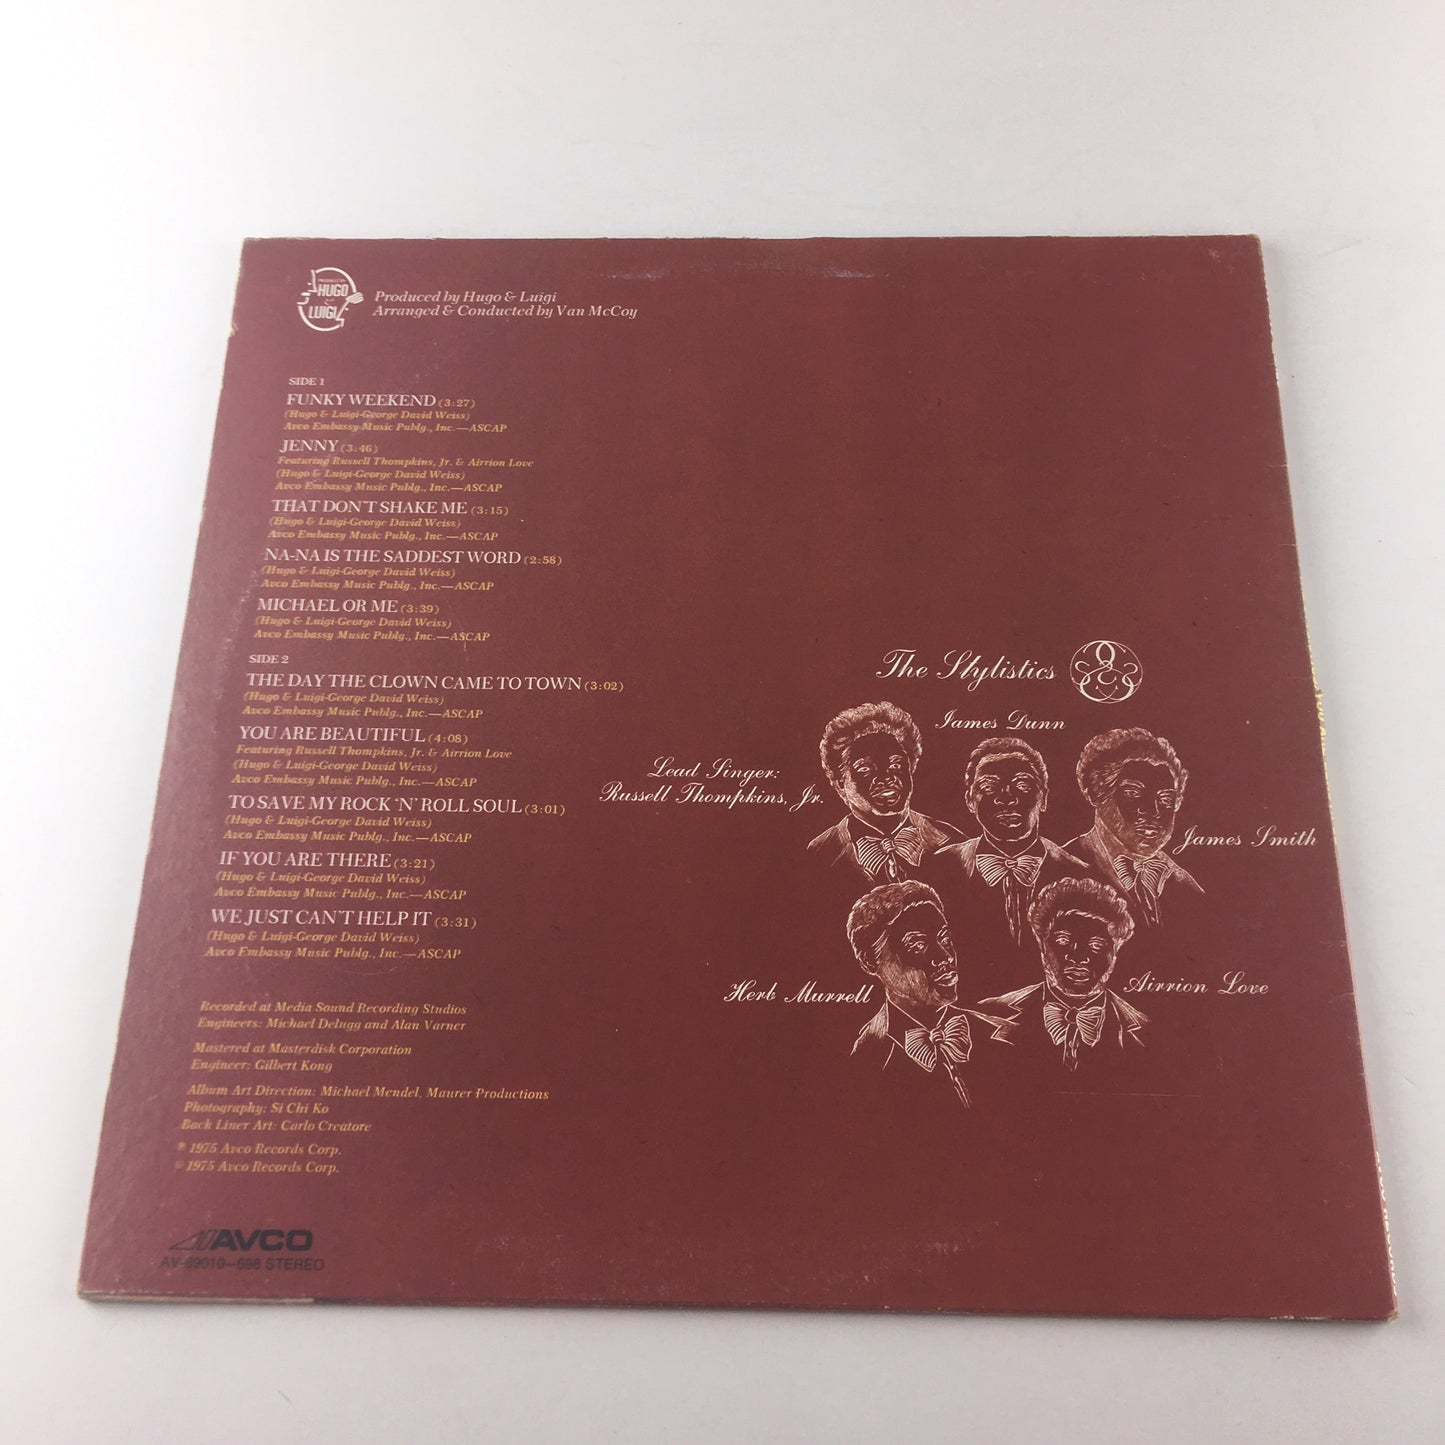 PRODUCED BY
HUGO
&
LUIGI
Produced by Hugo & Luigi
Arranged & Conducted by Van McCoy
SIDE 1
FUNKY WEEKEND (3:27)
(Hugo & Luigi-George David Weiss)
Avco Embassy Music Publg., Inc.—ASCAP
JENNY (3:46)
Featuring Russell Thompkins, Jr. & Airrion Love
(Hugo & Luigi-George David Weiss)
Avco Embassy Music Publg., Inc.—ASCAP
THAT DON'T SHAKE ME (3:15)
(Hugo & Luigi-George David Weiss)
Avco Embassy Music Publg., Inc.—ASCAP
NA-NA IS THE SADDEST WORD (2:58)
(Hugo & Luigi-George David Weiss)
Avco Embassy Music Publg., Inc.—ASCAP
MICHAEL OR ME (3:39)
(Hugo & Luigi-George David Weiss)
Avco Embassy Music Publg., Inc.—ASCAP
SIDE 2
THE DAY THE CLOWN CAME TO TOWN (3:02)
(Hugo & Luigi-George David Weiss)
Avco Embassy Music Publg., Inc.—ASCAP
YOU ARE BEAUTIFUL (4:08)
Featuring Russell Thompkins, Jr. & Airrion Love
(Hugo & Luigi-George David Weiss)
Avco Embassy Music Publg., Inc.—ASCAP
TO SAVE MY ROCK 'N' ROLL SOUL (3:01)
(Hugo & Luigi-George David Weiss)
Avco Embassy Music Publg., Inc.—ASCAP
IF YOU ARE THERE (3:21)
(Hugo & Luigi-George David Weiss)
Avco Embassy Music Publg., Inc.—ASCAP
WE JUST CAN'T HELP IT (3:31)
(Hugo & Luigi-George David Weiss)
Avco Embassy Music Publg., Inc.—ASCAP
Recorded at Media Sound Recording Studios
Engineers: Michael Delugg and Alan Varner
Mastered at Masterdisk Corporation
Engineer: Gilbert Kong
Album Art Direction: Michael Mendel, Maurer Productions
Photography: Si Chi Ko
Back Liner Art: Carlo Creatore
℗ 1975 Avco Records Corp.
© 1975 Avco Records Corp.
AVCO
AV-69010-698 STEREO
The Stylistics
James Dunn
Lead Singer:
Russell Thompkins, Jr.
James Smith
Herb Murrell
Airrion Love